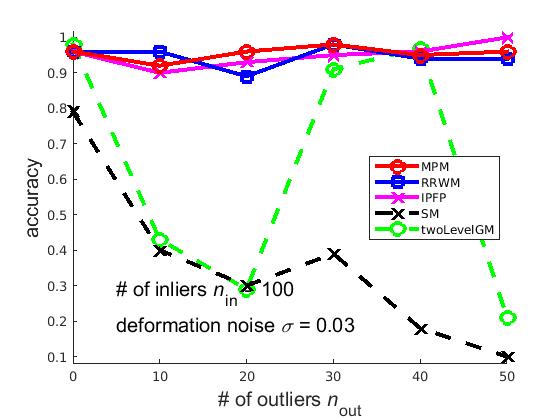 1
0.9
0.8
0.7
0.6
0.5
0.4
0.3
0.2
0.1
accuracy
MPM
RRWM
IPFP
SM
twoLevelGM
# of inliers n_in 100
deformation noise σ = 0.03
0 10 20 30 40 50
# of outliers n_out